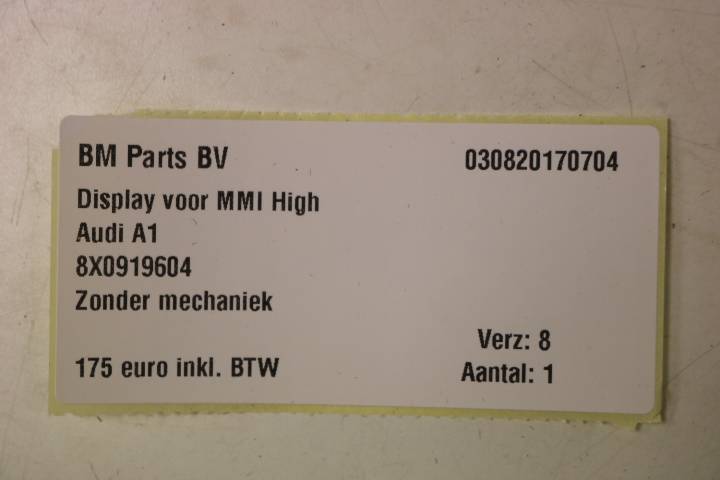 BM Parts BV 030820170704
Display voor MMI High
Audi A1
8X0919604
Zonder mechaniek
Verz: 8
175 euro inkl. BTW Aantal: 1